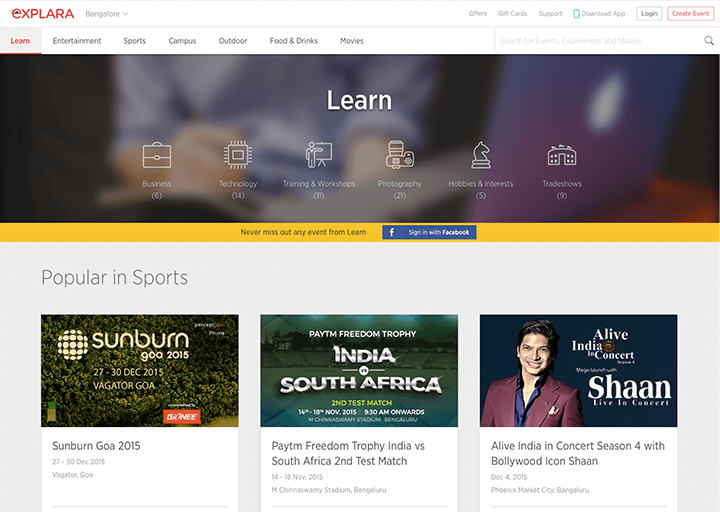 EXPLARA
Bangalore
Offers
Gift Cards
Support
Download App
Login
Create Event
Learn
Entertainment
Sports
Campus
Outdoor
Food & Drinks
Movies
Search for Events, Experiences and Movies
Learn
Business
(6)
Technology
(14)
Training & Workshops
(11)
Photography
(21)
Hobbies & Interests
(5)
Tradeshows
(9)
Never miss out any event from Learn
f Sign in with Facebook
Popular in Sports
sunburn
goa 2015
27 - 30 DEC 2015
VAGATOR GOA
GIONEE
PAYTM FREEDOM TROPHY
INDIA
VS
SOUTH AFRICA
2ND TEST MATCH
14TH - 18TH NOV, 2015 | 9:30 AM ONWARDS
M CHINNASWAMY STADIUM, BENGALURU
Alive
India
In Concert
Season 4
Mega-launch with
Shaan
Live In Concert
Sunburn Goa 2015
27 - 30 Dec 2015
Vagator, Goa
Paytm Freedom Trophy India vs
South Africa 2nd Test Match
14 - 18 Nov, 2015
M Chinnaswamy Stadium, Bengaluru
Alive India in Concert Season 4 with
Bollywood Icon Shaan
Dec 4, 2015
Phoenix Market City, Bangaluru